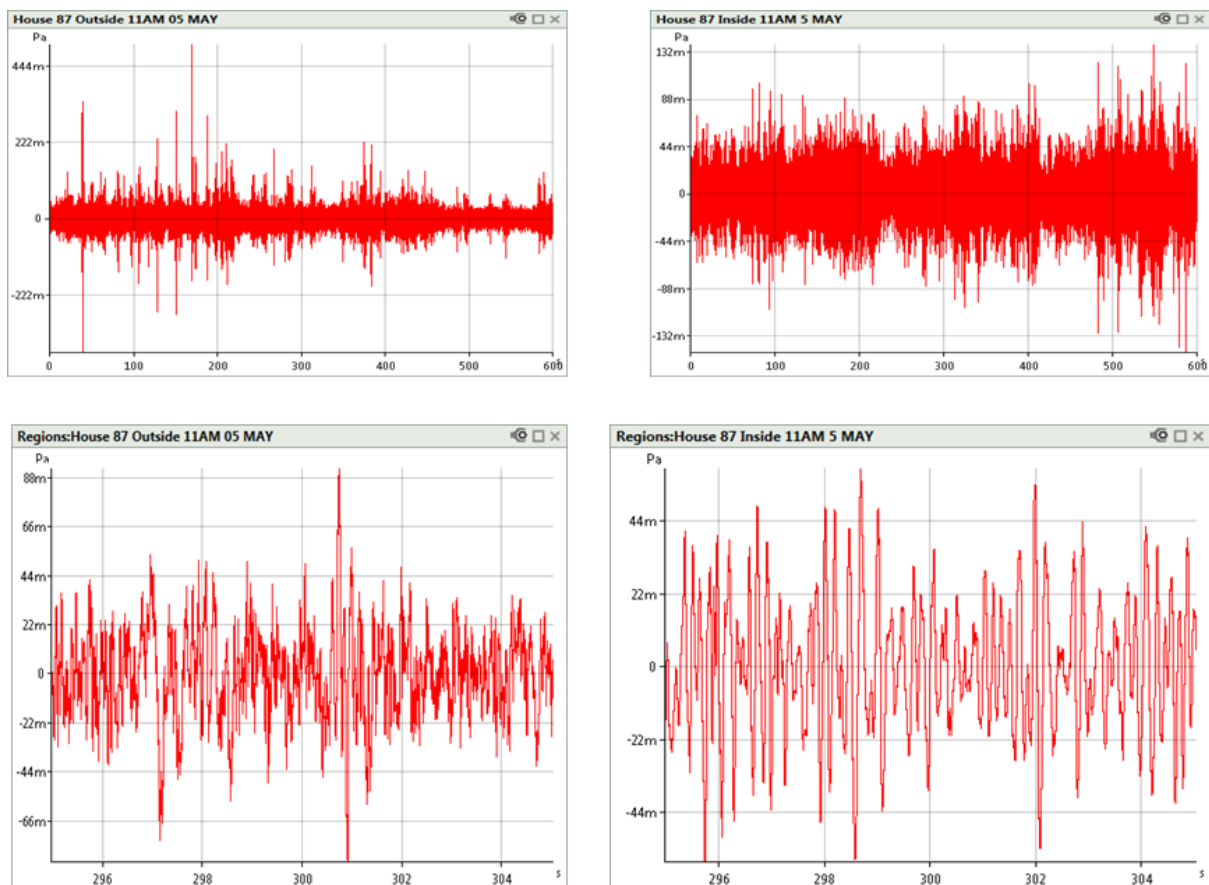 House 87 Outside 11AM 05 MAY
Pa
444m
222m
0
-222m
0 100 200 300 400 500 600
s
House 87 Inside 11AM 5 MAY
Pa
132m
88m
44m
0
-44m
-88m
-132m
0 100 200 300 400 500 600
s
Regions:House 87 Outside 11AM 05 MAY
Pa
88m
66m
44m
22m
0
-22m
-44m
-66m
296 298 300 302 304
s
Regions:House 87 Inside 11AM 5 MAY
Pa
44m
22m
0
-22m
-44m
296 298 300 302 304
s